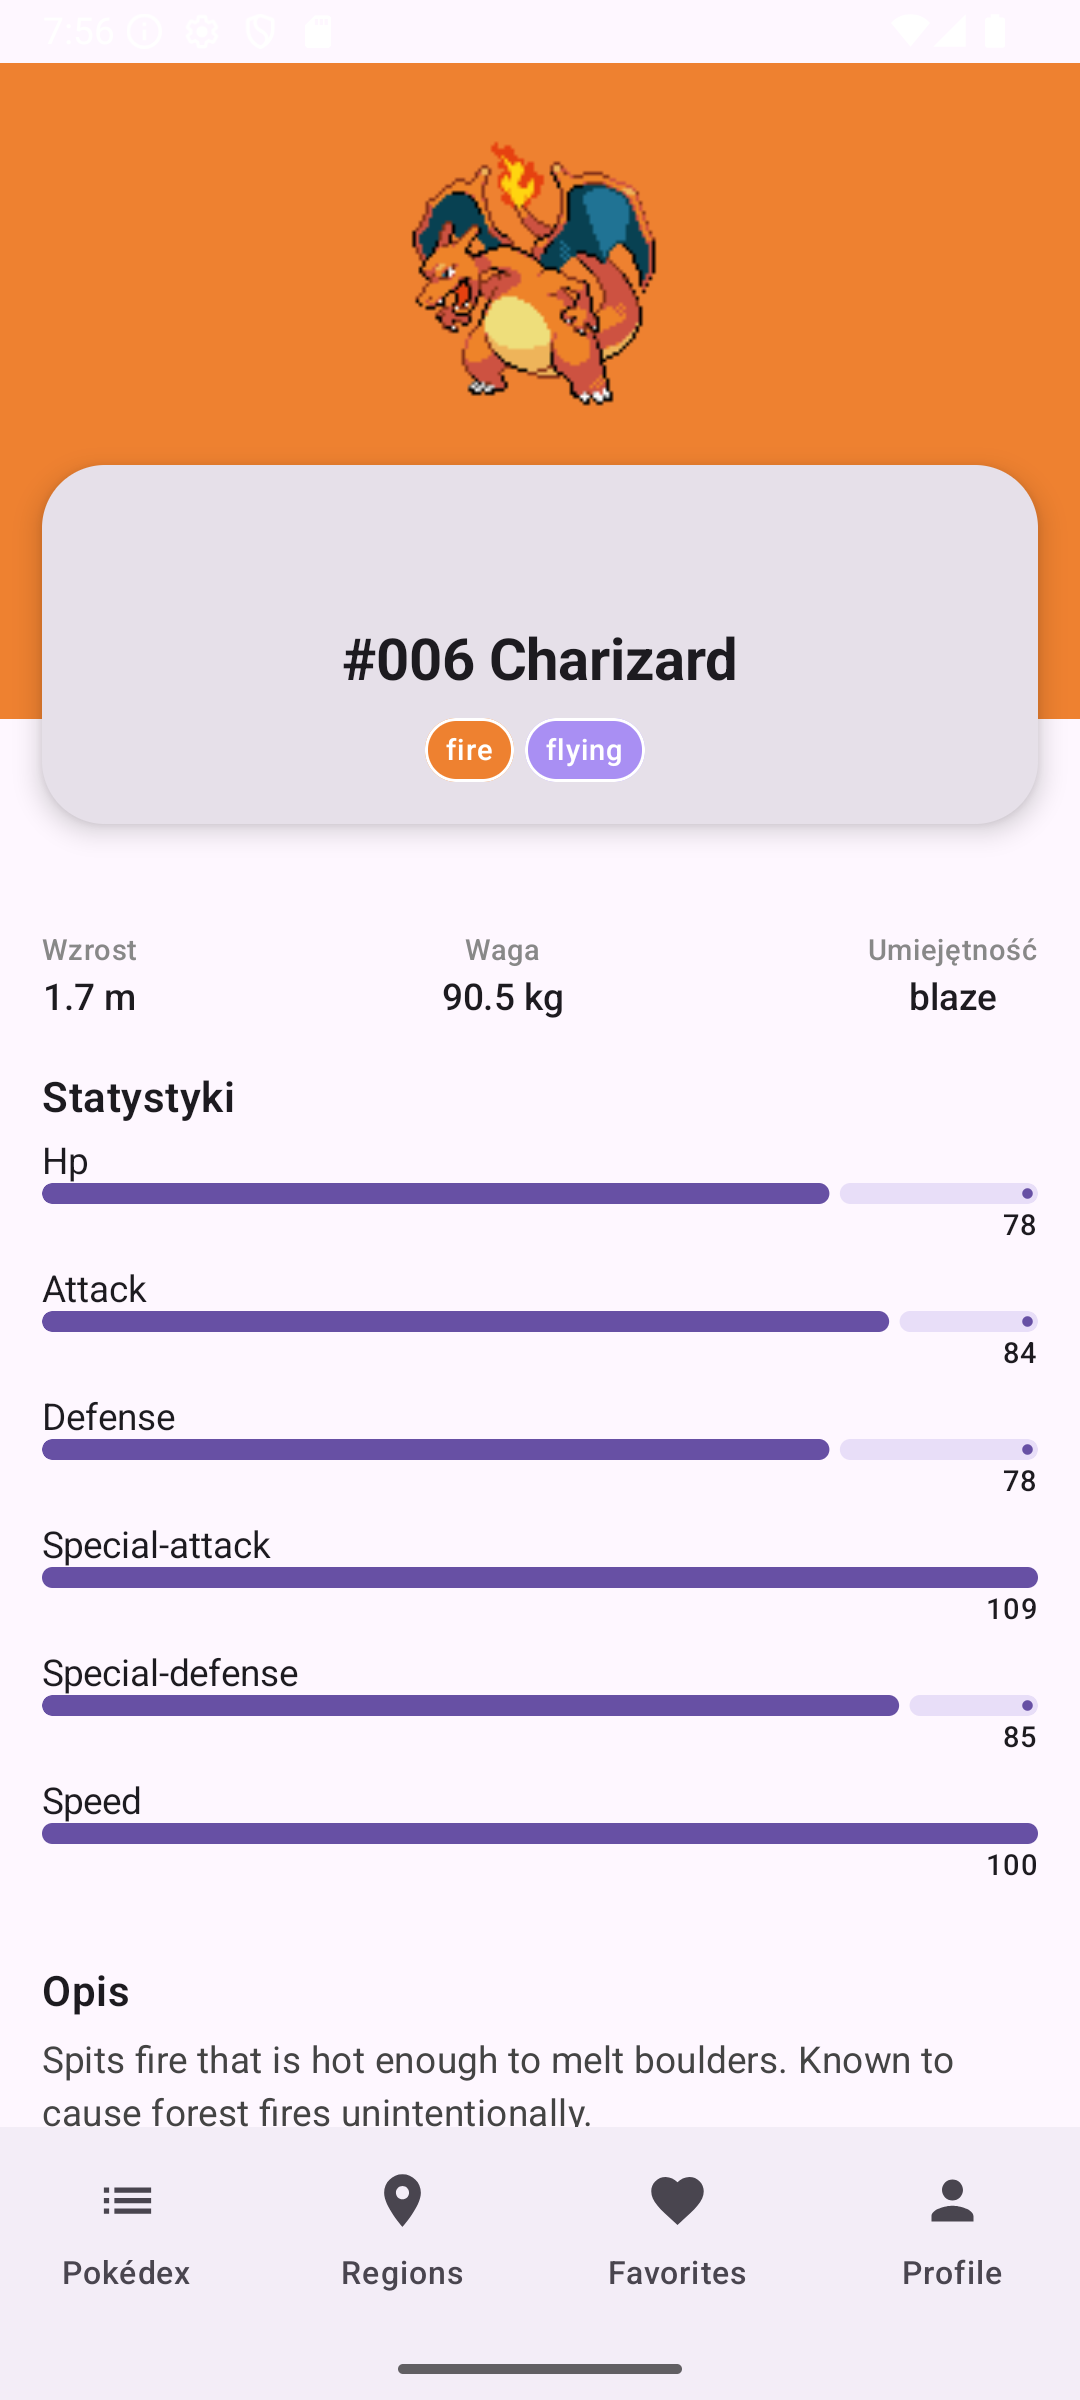 7:56
#006 Charizard
fire flying
Wzrost Waga Umiejętność
1.7 m 90.5 kg blaze
Statystyki
Hp
78
Attack
84
Defense
78
Special-attack
109
Special-defense
85
Speed
100
Opis
Spits fire that is hot enough to melt boulders. Known to
cause forest fires unintentionally.
Pokédex Regions Favorites Profile